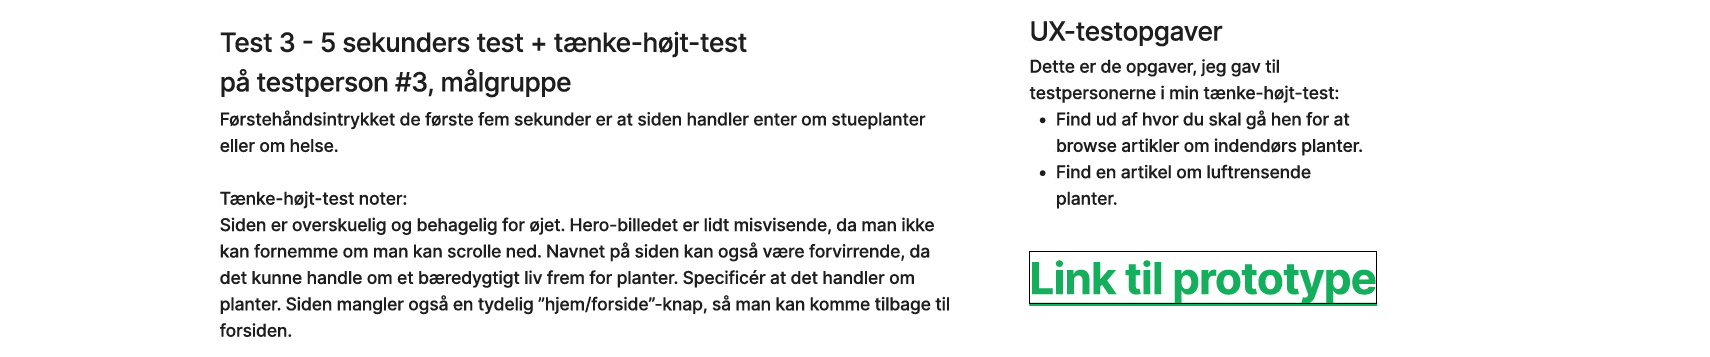 Test 3 - 5 sekunders test + tænke-højt-test
på testperson #3, målgruppe
Førstehåndsintrykket de første fem sekunder er at siden handler enter om stueplanter
eller om helse.
Tænke-højt-test noter:
Siden er overskuelig og behagelig for øjet. Hero-billedet er lidt misvisende, da man ikke
kan fornemme om man kan scrolle ned. Navnet på siden kan også være forvirrende, da
det kunne handle om et bæredygtigt liv frem for planter. Specificér at det handler om
planter. Siden mangler også en tydelig ”hjem/forside”-knap, så man kan komme tilbage til
forsiden.
UX-testopgaver
Dette er de opgaver, jeg gav til
testpersonerne i min tænke-højt-test:
• Find ud af hvor du skal gå hen for at
browse artikler om indendørs planter.
• Find en artikel om luftrensende
planter.
Link til prototype